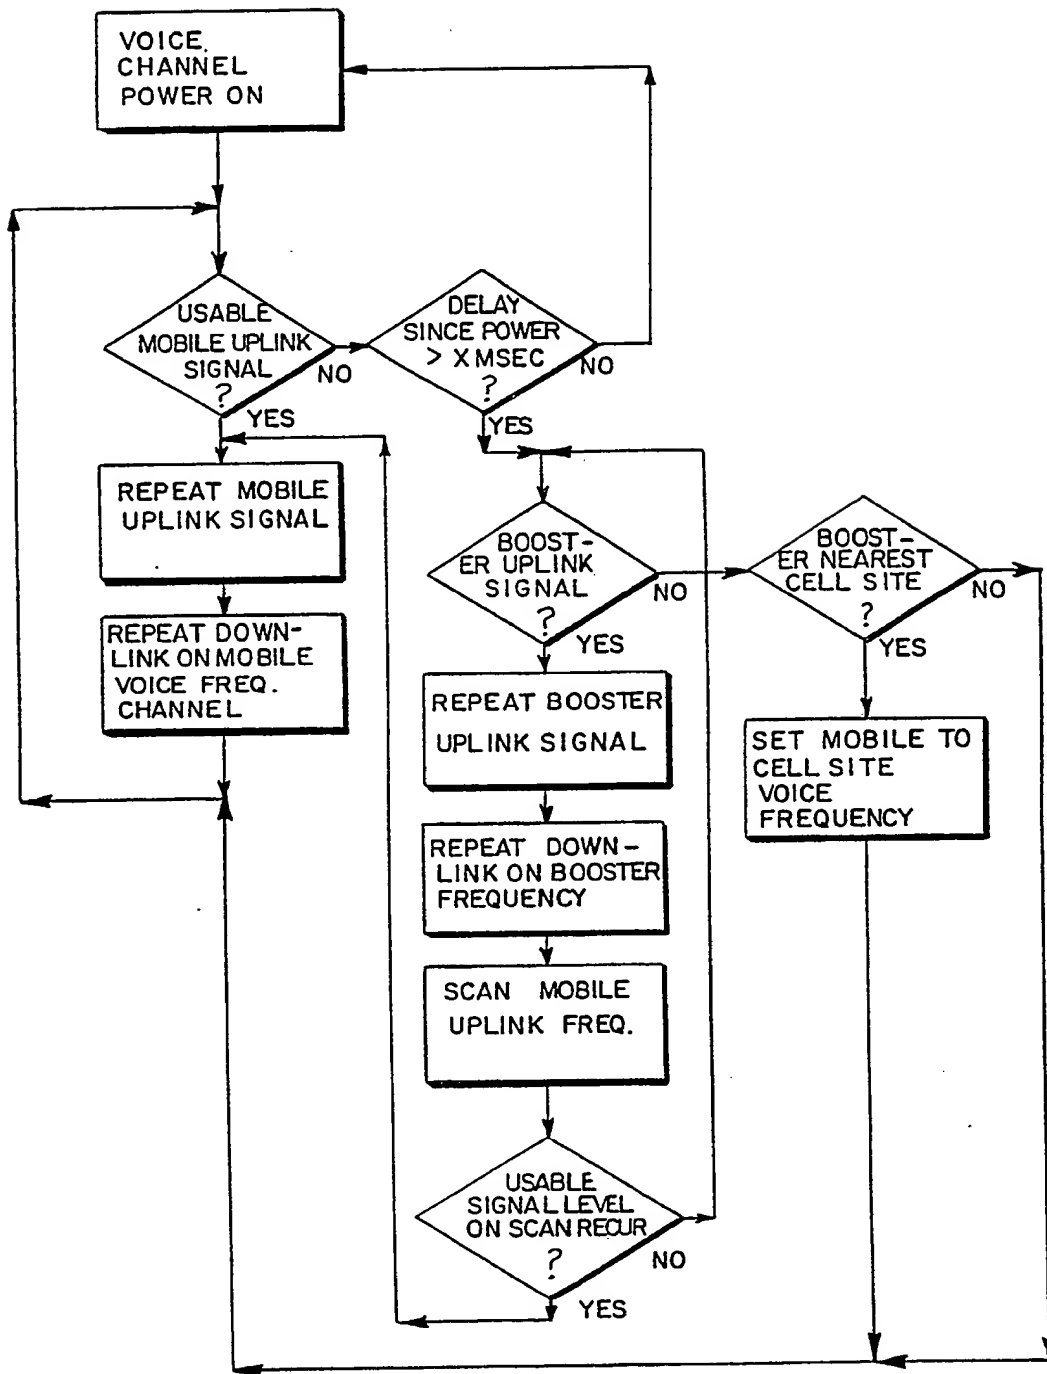 VOICE.
CHANNEL
POWER ON
USABLE
MOBILE UPLINK
SIGNAL
?
NO
YES
DELAY
SINCE POWER
> X MSEC
?
NO
YES
REPEAT MOBILE
UPLINK SIGNAL
REPEAT DOWN-
LINK ON MOBILE
VOICE FREQ.
CHANNEL
BOOST-
ER UPLINK
SIGNAL
?
NO
YES
BOOST-
ER NEAREST
CELL SITE
?
NO
YES
REPEAT BOOSTER
UPLINK SIGNAL
SET MOBILE TO
CELL SITE
VOICE
FREQUENCY
REPEAT DOWN-
LINK ON BOOSTER
FREQUENCY
SCAN MOBILE
UPLINK FREQ.
USABLE
SIGNAL LEVEL
ON SCAN RECUR
?
NO
YES